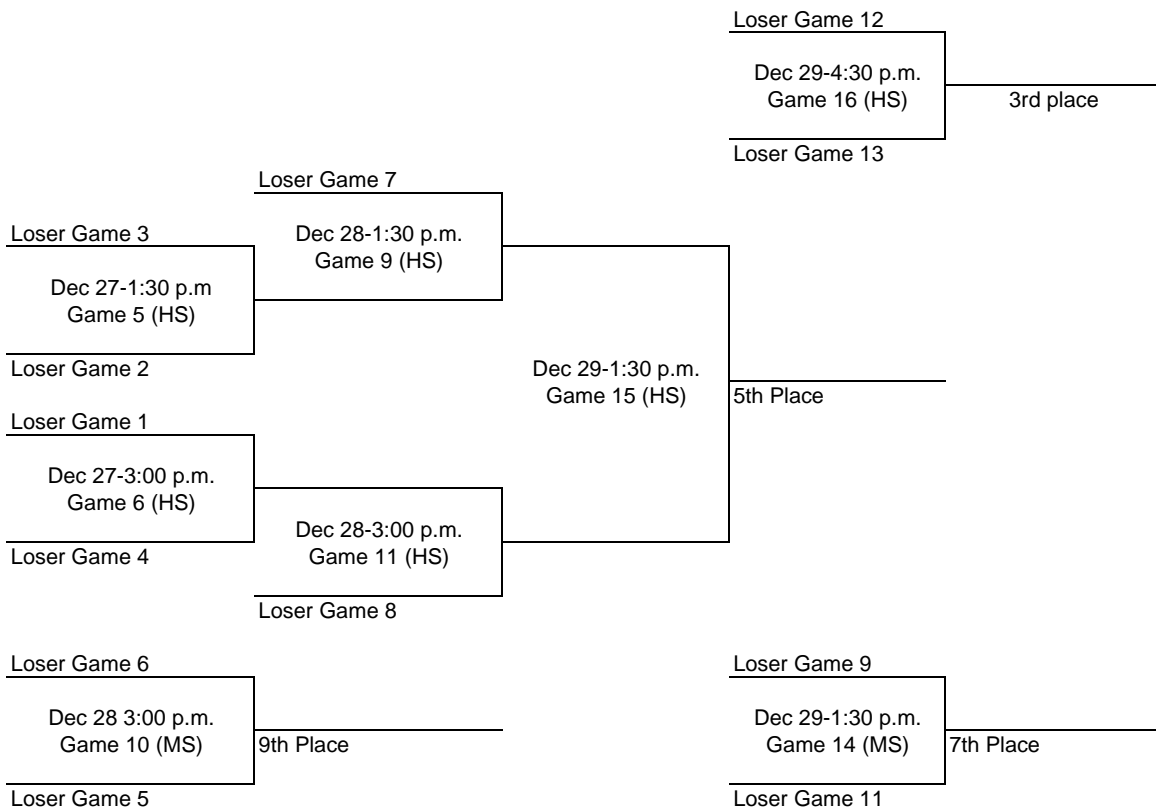 Loser Game 12
Dec 29-4:30 p.m.
Game 16 (HS)
3rd place
Loser Game 13
Loser Game 7
Loser Game 3
Dec 28-1:30 p.m.
Game 9 (HS)
Dec 27-1:30 p.m
Game 5 (HS)
Loser Game 2
Dec 29-1:30 p.m.
Game 15 (HS)
5th Place
Loser Game 1
Dec 27-3:00 p.m.
Game 6 (HS)
Dec 28-3:00 p.m.
Game 11 (HS)
Loser Game 4
Loser Game 8
Loser Game 6
Dec 28 3:00 p.m.
Game 10 (MS)
9th Place
Loser Game 5
Loser Game 9
Dec 29-1:30 p.m.
Game 14 (MS)
7th Place
Loser Game 11